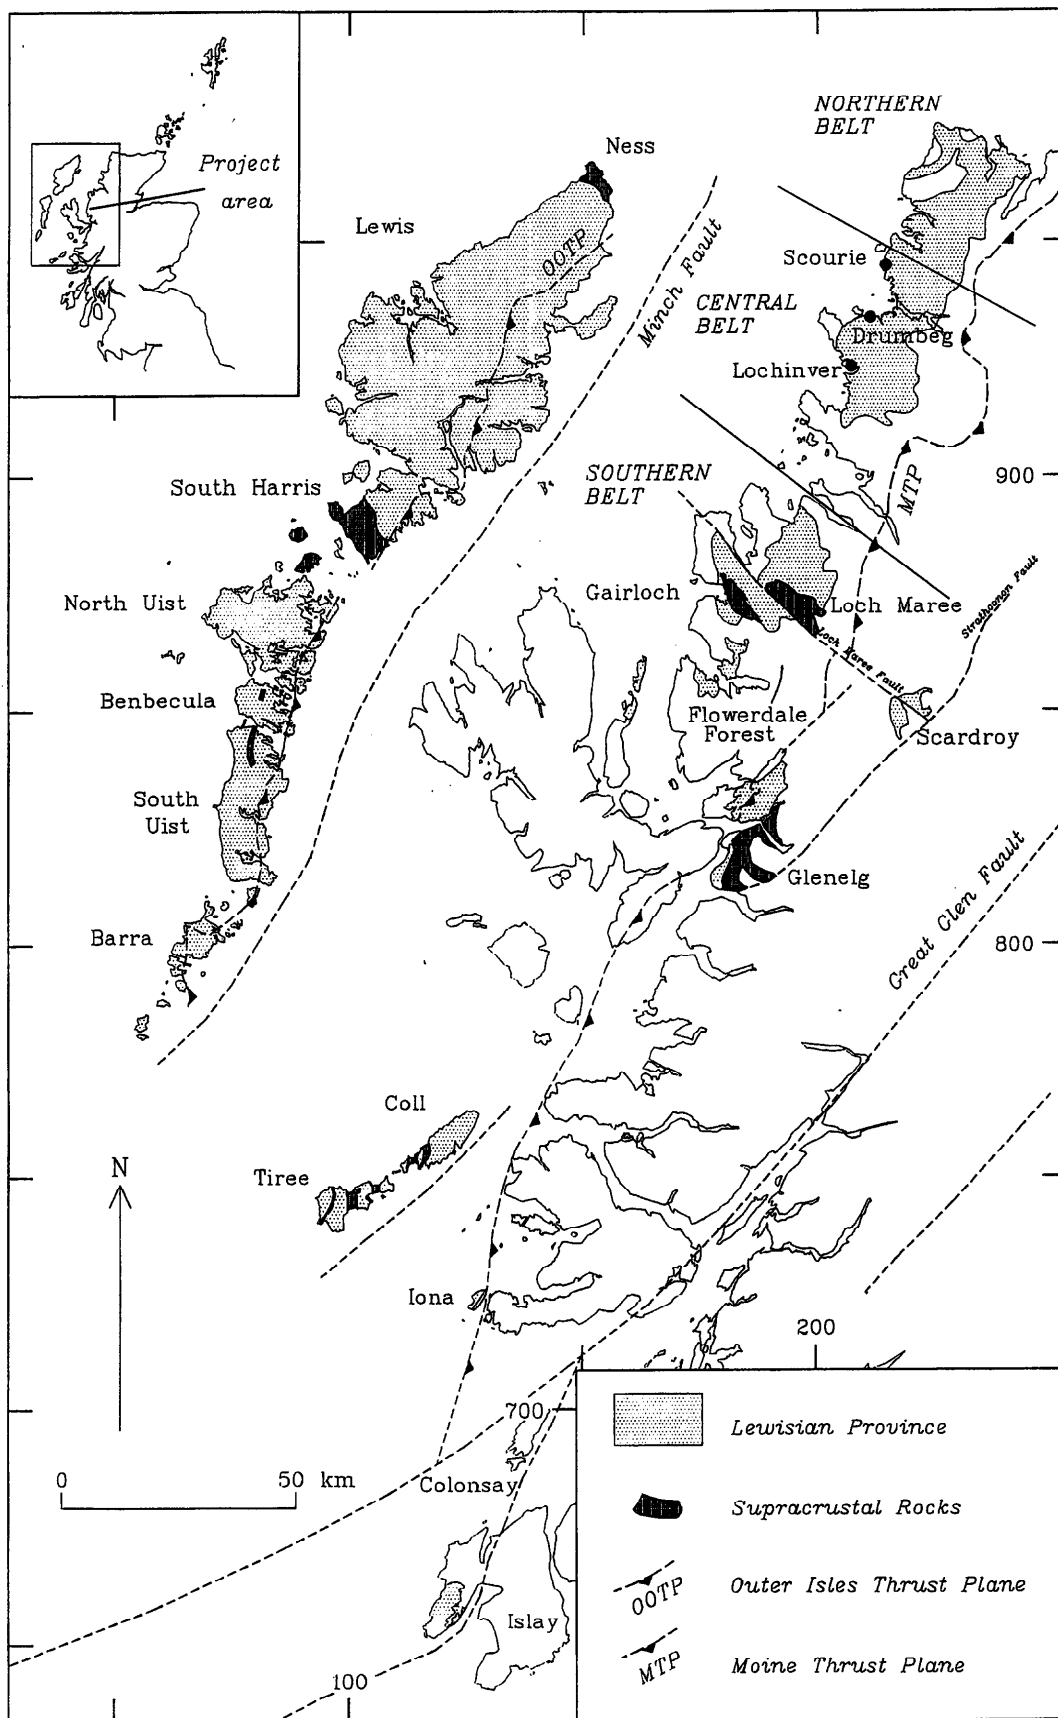 Project
area
NORTHERN
BELT
Ness
Lewis
OOTP
Minch Fault
Scourie
CENTRAL
BELT
Drumbeg
Lochinver
SOUTHERN
BELT
MTP
900
South Harris
Strathconon Fault
North Uist
Gairloch
Loch Maree
Loch Maree Fault
Benbecula
Flowerdale
Forest
Scardroy
South
Uist
Glenelg
Great Glen Fault
Barra
800
Coll
N
Tiree
Iona
200
700
0
50 km
Colonsay
Islay
100
Lewisian Province
Supracrustal Rocks
OOTP
Outer Isles Thrust Plane
MTP
Moine Thrust Plane